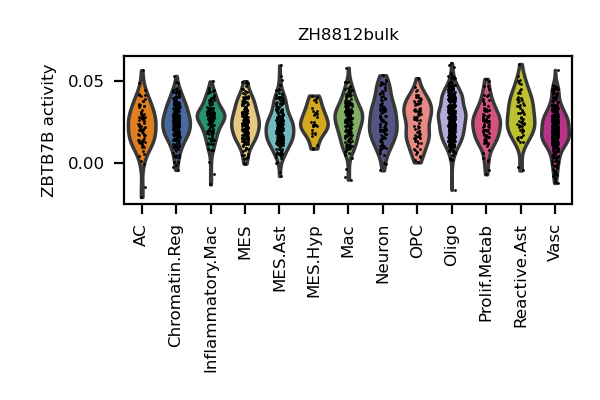 ZH8812bulk
ZBTB7B activity
0.05
0.00
AC
Chromatin.Reg
Inflammatory.Mac
MES
MES.Ast
MES.Hyp
Mac
Neuron
OPC
Oligo
Prolif.Metab
Reactive.Ast
Vasc